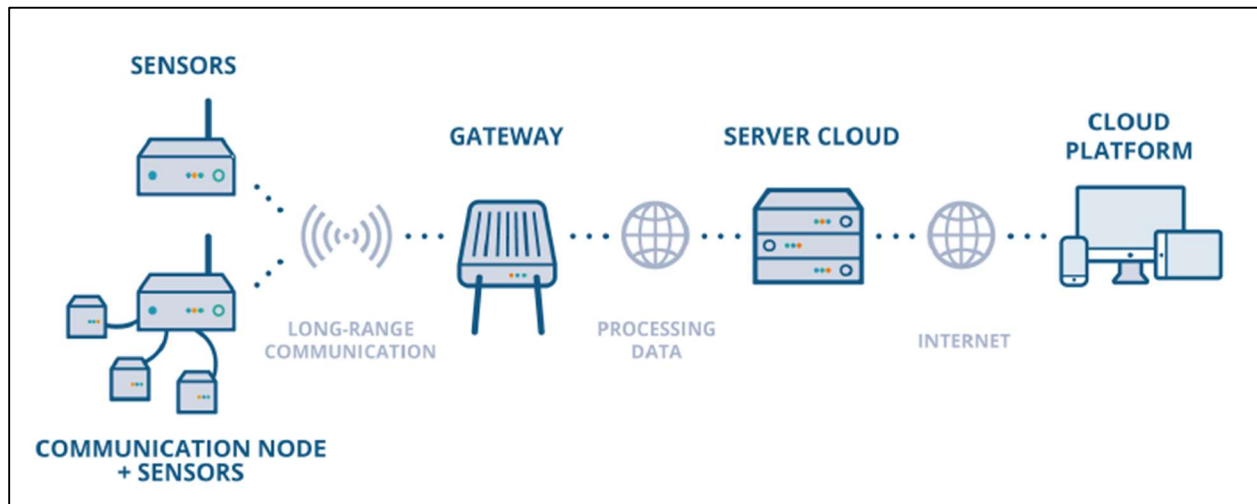 SENSORS
COMMUNICATION NODE
+ SENSORS
LONG-RANGE
COMMUNICATION
GATEWAY
PROCESSING
DATA
SERVER CLOUD
INTERNET
CLOUD
PLATFORM